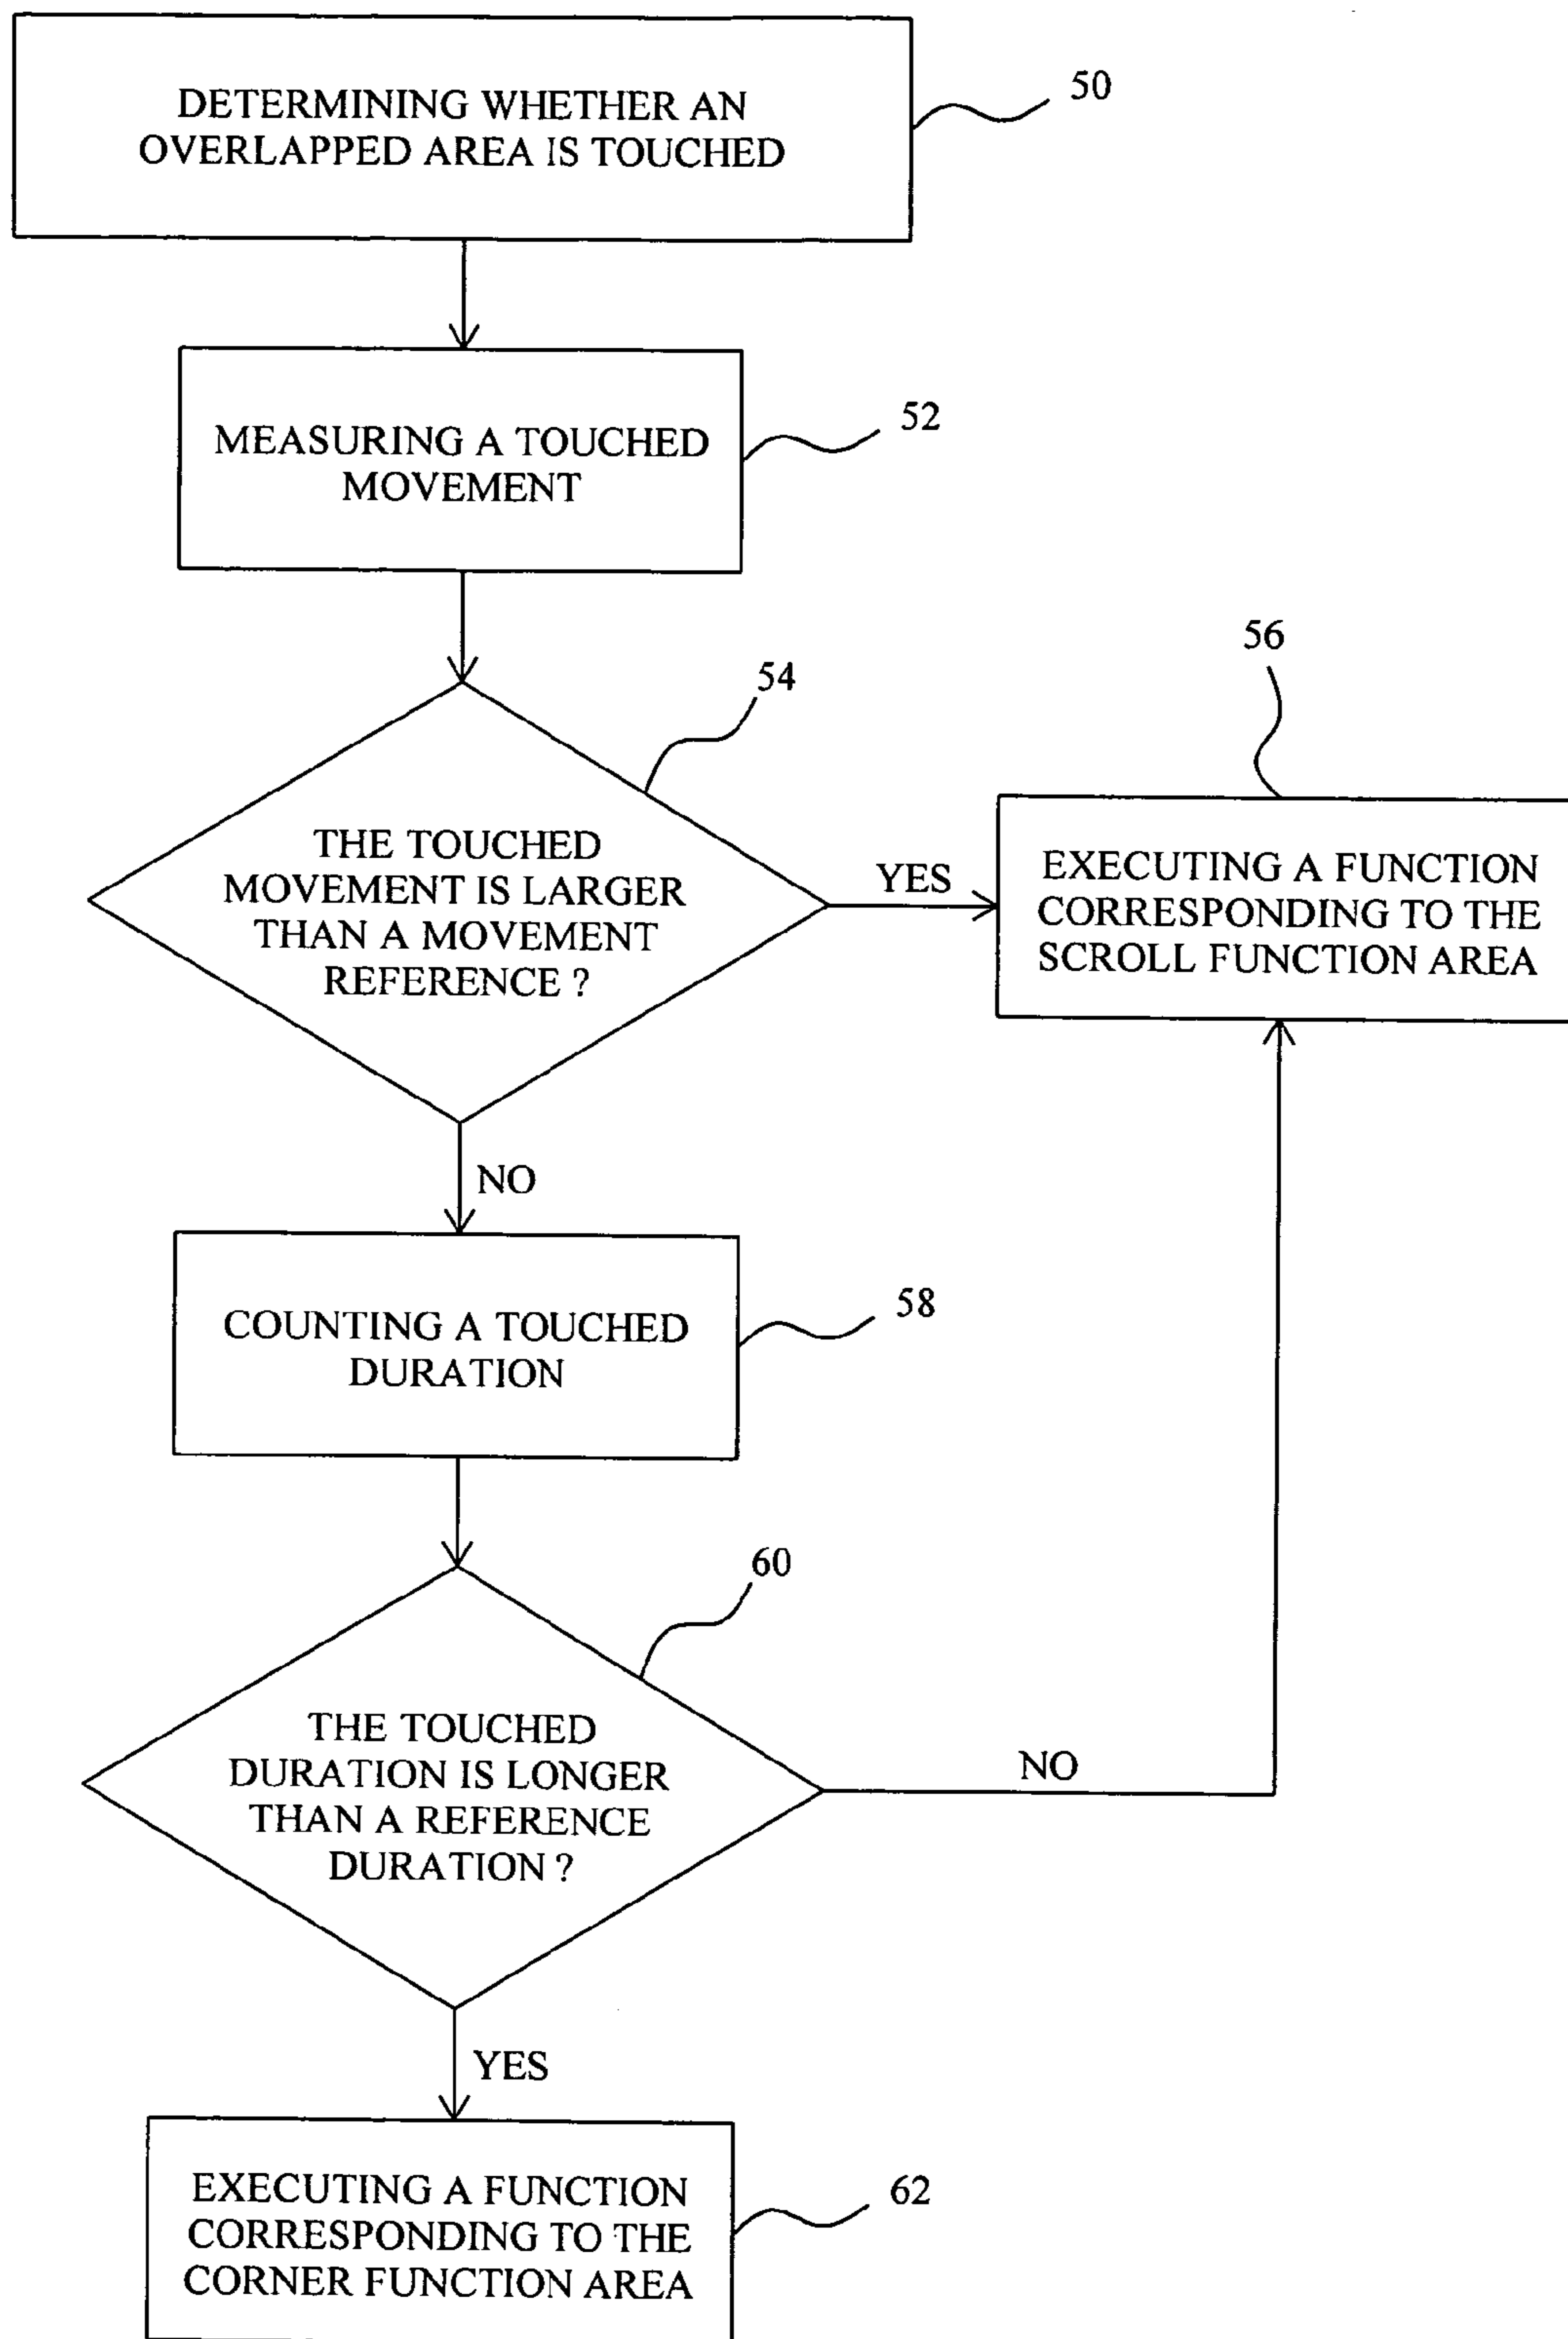 DETERMINING WHETHER AN
OVERLAPPED AREA IS TOUCHED
50
MEASURING A TOUCHED
MOVEMENT
52
54
THE TOUCHED
MOVEMENT IS LARGER
THAN A MOVEMENT
REFERENCE ?
YES
56
EXECUTING A FUNCTION
CORRESPONDING TO THE
SCROLL FUNCTION AREA
NO
COUNTING A TOUCHED
DURATION
58
60
THE TOUCHED
DURATION IS LONGER
THAN A REFERENCE
DURATION ?
NO
YES
EXECUTING A FUNCTION
CORRESPONDING TO THE
CORNER FUNCTION AREA
62